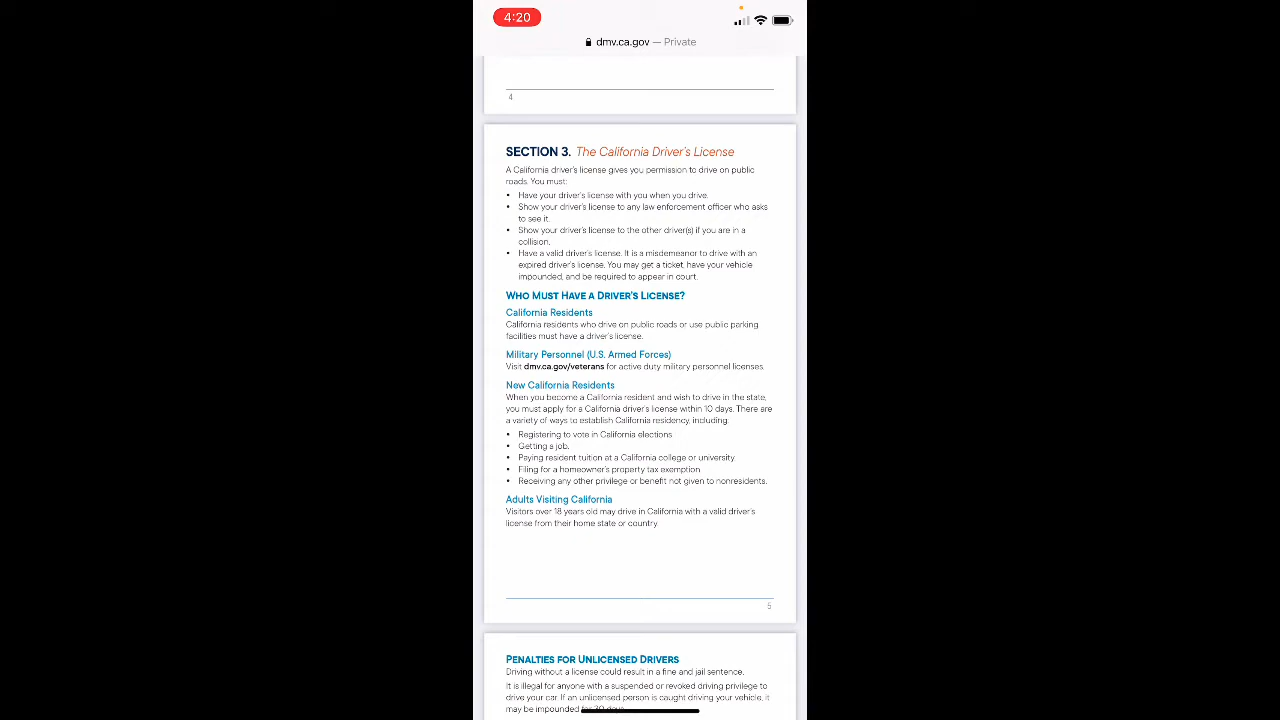 4:20
dmv.ca.gov — Private
4
SECTION 3. The California Driver's License
A California driver's license gives you permission to drive on public
roads. You must:
• Have your driver's license with you when you drive.
• Show your driver's license to any law enforcement officer who asks
to see it.
• Show your driver's license to the other driver(s) if you are in a
collision.
• Have a valid driver's license. It is a misdemeanor to drive with an
expired driver's license. You may get a ticket, have your vehicle
impounded, and be required to appear in court.
WHO MUST HAVE A DRIVER'S LICENSE?
California Residents
California residents who drive on public roads or use public parking
facilities must have a driver's license.
Military Personnel (U.S. Armed Forces)
Visit dmv.ca.gov/veterans for active duty military personnel licenses.
New California Residents
When you become a California resident and wish to drive in the state,
you must apply for a California driver's license within 10 days. There are
a variety of ways to establish California residency, including:
• Registering to vote in California elections.
• Getting a job.
• Paying resident tuition at a California college or university.
• Filing for a homeowner's property tax exemption.
• Receiving any other privilege or benefit not given to nonresidents.
Adults Visiting California
Visitors over 18 years old may drive in California with a valid driver's
license from their home state or country.
5
PENALTIES FOR UNLICENSED DRIVERS
Driving without a license could result in a fine and jail sentence.
It is illegal for anyone with a suspended or revoked driving privilege to
drive your car. If an unlicensed person is caught driving your vehicle, it
may be impounded for 30 days.